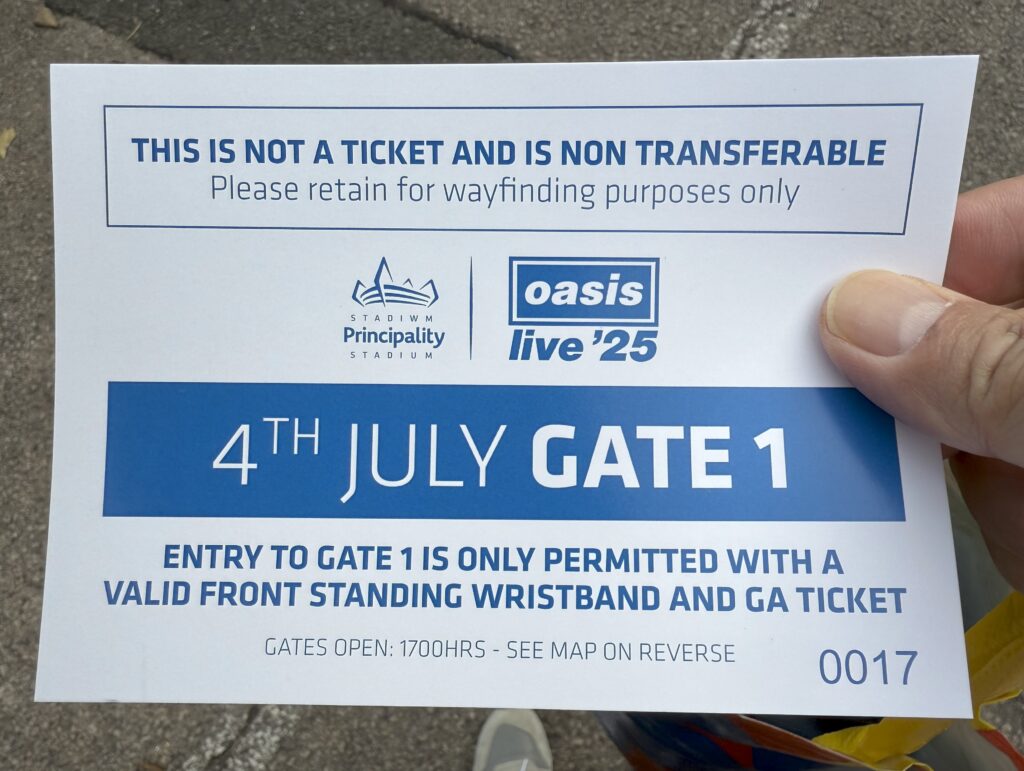 THIS IS NOT A TICKET AND IS NON TRANSFERABLE
Please retain for wayfinding purposes only
STADIWM
Principality
STADIUM
oasis
live '25
4TH JULY GATE 1
ENTRY TO GATE 1 IS ONLY PERMITTED WITH A
VALID FRONT STANDING WRISTBAND AND GA TICKET
GATES OPEN: 1700HRS - SEE MAP ON REVERSE
0017